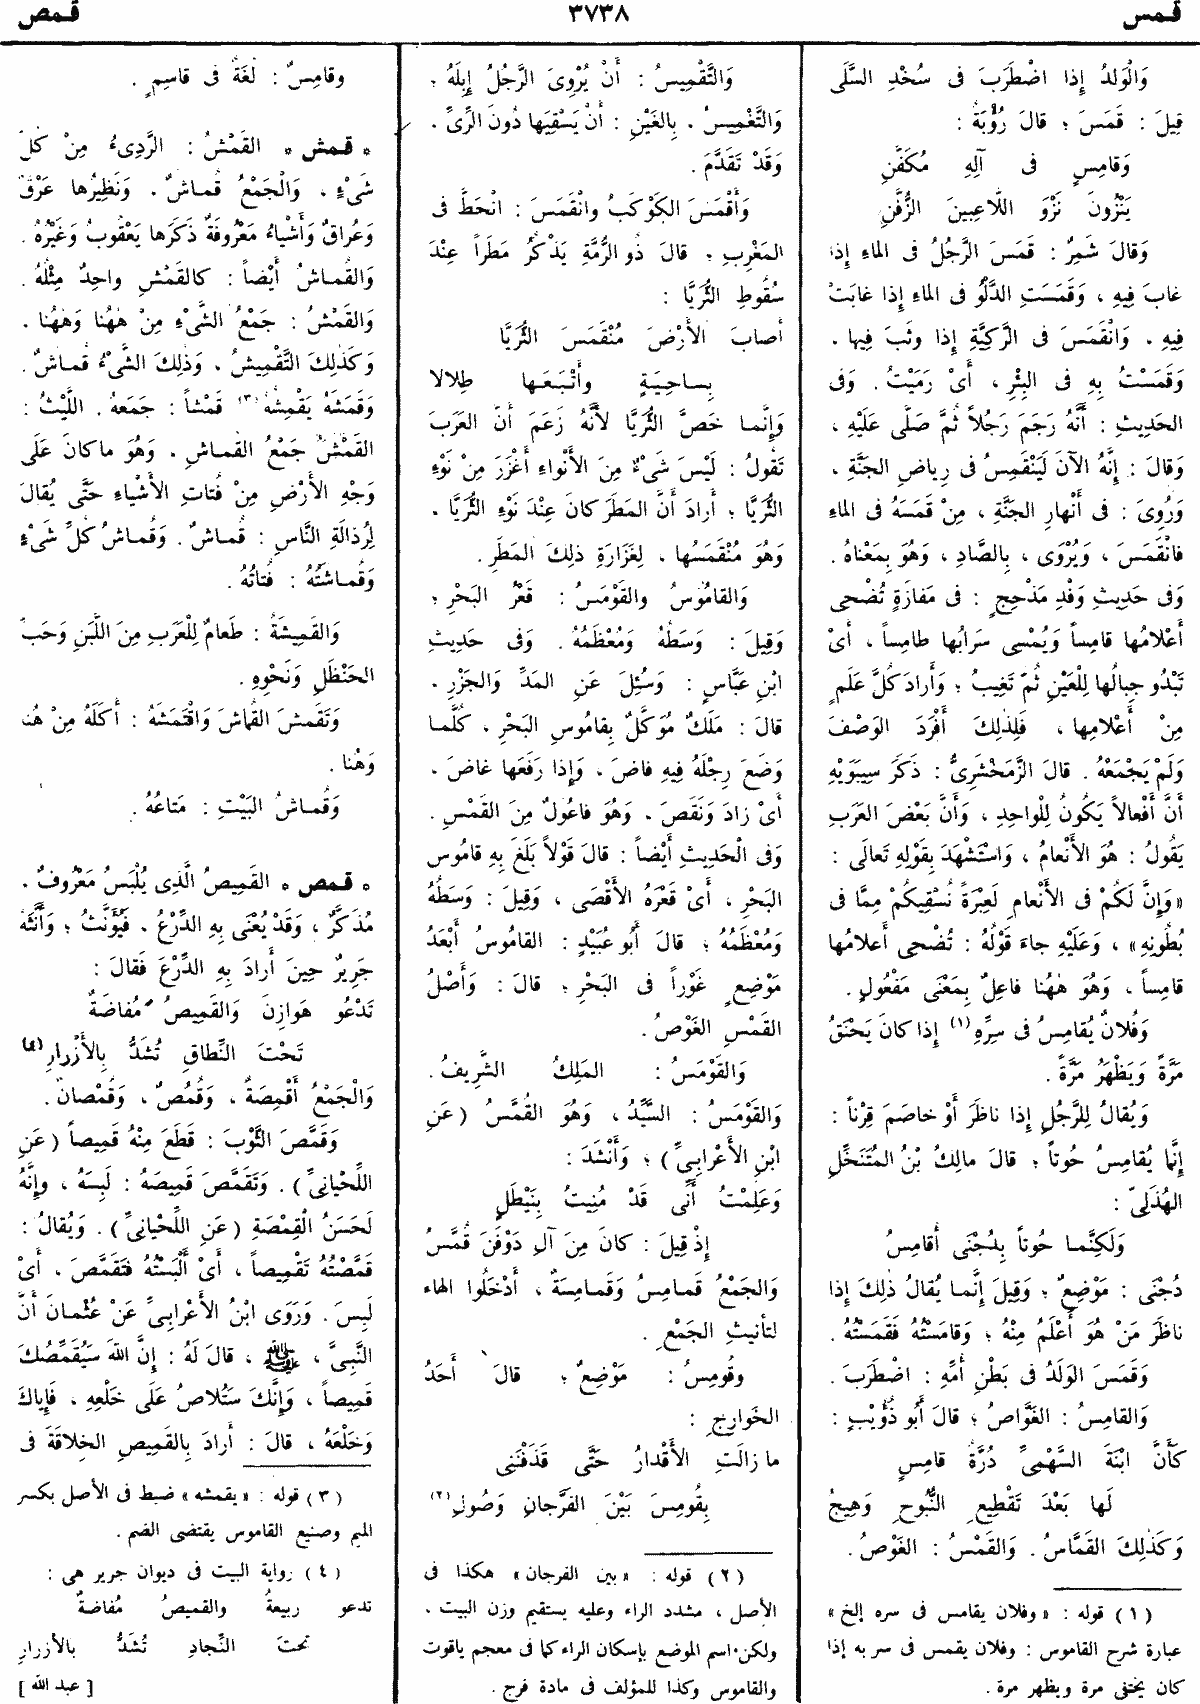 قمس
٣٧٣٨
قمص
وَالْوَلَدُ إِذا اضْطَرَبَ فى سُخْدِ السَّلَى
قِيلَ : قَمَسَ ؛ قالَ رُؤْبَةُ :
وَقامِسٍ فى آلِهِ مُكَفَّنِ
يَنْزُونَ نَزْوَ اللَّاعِبينَ الزُّفَّنِ
وَقالَ شَمِرٌ : قَمَسَ الرَّجُلُ فى الماءِ إِذا
غابَ فِيهِ ، وَقَمَسَتِ الدَّلْوُ فى الماءِ إِذا غابَتْ
فِيهِ . وَانْقَمَسَ فى الرَّكِيَّةِ إِذا وَثَبَ فِيها .
وَقَمَسْتُ بِهِ فى البِئْرِ ، أَىْ رَمَيْتُ . وَفى
الحَدِيثِ : أَنَّهُ رَجَمَ رَجُلاً ثُمَّ صَلَّى عَلَيْهِ ،
وَقالَ : إِنَّهُ الآنَ لَيَنْقَمِسُ فى رِياضِ الجَنَّةِ ،
وَرُوِىَ : فى أَنْهارِ الجَنَّةِ ، مِنْ قَمَسَهُ فى الماءِ
فانْقَمَسَ ، وَيُرْوَى ، بِالصَّادِ ، وَهُوَ بِمَعْناهُ .
وَفى حَدِيثِ وَفْدِ مَذْحِجٍ : فى مَفازَةٍ تُضْحِى
أَعْلامُها قامِساً وَيُمْسِى سَرابُها طامِساً ، أَىْ
تَبْدُو جِبالُها لِلْعَيْنِ ثُمَّ تَغِيبُ ؛ وَأَرادَ كُلَّ عَلَمٍ
مِنْ أَعْلامِها ، فَلِذلِكَ أَفْرَدَ الوَصْفَ
وَلَمْ يَجْمَعْهُ . قالَ الزَّمَخْشَرِىُّ : ذَكَرَ سِيبَوَيْهِ
أَنَّ أَفْعالاً يَكُونُ لِلْواحِدِ ، وَأَنَّ بَعْضَ العَرَبِ
يَقُولُ : هُوَ الأَنْعامُ ، وَاسْتَشْهَدَ بِقَوْلِهِ تَعالَى :
« وَإِنَّ لَكُمْ فى الأَنْعامِ لَعِبْرَةً نُسْقِيكُمْ مِمَّا فى
بُطُونِهِ » ، وَعَلَيْهِ جاءَ قَوْلُهُ : تُضْحِى أَعلامُها
قامِساً ، وَهُوَ هٰهُنا فاعِلٌ بِمَعْنَى مَفْعُولٍ .
وَفُلانٌ يُقامِسُ فى سِرِّهِ (١) إِذا كانَ يَحْنَقُ
مَرَّةً وَيَظْهَرُ مَرَّةً .
وَيُقالُ لِلرَّجُلِ إِذا ناظَرَ أَوْ خاصَمَ قِرْناً :
إِنَّما يُقامِسُ حُوتاً ؛ قالَ مالِكُ بْنُ المُتَنَخِّلِ
الهُذَلِىّ :
وَلَكِنَّما حُوتاً بِدُجْنَى أُقامِسُ
دُجْنَى : مَوْضِعٌ ؛ وَقِيلَ إِنَّما يُقالُ ذٰلِكَ إِذا
ناظَرَ مَنْ هُوَ أَعْلَمُ مِنْهُ ؛ وَقامَسْتُهُ فَقَمَسْتُهُ .
وَقَمَسَ الوَلَدُ فى بَطْنِ أُمِّهِ : اضْطَرَبَ .
وَالقامِسُ : الغَوَّاصُ ؛ قالَ أَبُو ذُؤَيْبٍ :
كَأَنَّ ابْنَةَ السَّهْمِىِّ دُرَّةُ قامِسٍ
لَها بَعْدَ تَقْطِيعِ النُّبُوحِ وَهِيجُ
وَكَذلِكَ القَمَّاسُ . وَالقَمْسُ : الغَوْصُ .
(١) قوله : « وفلان يقامس فى سره إلخ »
عبارة شرح القاموس : وفلان يقمس فى سربه إذا
كان يختفى مرة ويظهر مرة .
وَالتَّقْمِيسُ : أَنْ يُرْوِىَ الرَّجُلُ إِبِلَهُ ؛
وَالتَّغْمِيسُ . بِالغَيْنِ : أَنْ يَسْقِيَها دُونَ الرِّىِّ .
وَقَدْ تَقَدَّمَ .
وَأَقْمَسَ الكَوْكَبُ وانْقَمَسَ : انْحَطَّ فى
المَغْرِبِ ؛ قالَ ذُو الرُّمَّةِ يَذْكُرُ مَطَراً عِنْدَ
سُقُوطِ الثُّرَيَّا :
أَصابَ الأَرْضَ مُنْقَمَسَ الثُّرَيَّا
بِساحِيَةٍ وأَتْبَعَها طِلالا
وَإِنَّما خَصَّ الثُّرَيَّا لأَنَّهُ زَعَمَ أَنَّ العَرَبَ
تَقُولُ : لَيْسَ شَىْءٌ مِنَ الأَنْواءِ أَغْزَرَ مِنْ نَوْءِ
الثُّرَيَّا ؛ أَرادَ أَنَّ المَطَرَ كانَ عِنْدَ نَوْءِ الثُّرَيَّا .
وَهُوَ مُنْقَمَسُها ، لِغَزارَةِ ذلِكَ المَطَرِ .
وَالقامُوسُ والقَوْمَسُ : قَعْرُ البَحْرِ ؛
وَقِيلَ : وَسَطُهُ وَمُعْظَمُهُ . وَفى حَدِيثِ
ابْنِ عَبَّاسٍ : وَسُئِلَ عَنِ المَدِّ وَالجَزْرِ .
قالَ : مَلَكٌ مُوَكَّلٌ بِقامُوسِ البَحْرِ ، كُلَّما
وَضَعَ رِجْلَهُ فِيهِ فاضَ ، وَإِذا رَفَعَها غاضَ ،
أَىْ زادَ وَنَقَصَ . وَهُوَ فاعُولٌ مِنَ القَمْسِ .
وَفى الْحَدِيثِ أَيْضاً : قالَ قَوْلاً بَلَغَ بِهِ قامُوسَ
البَحْرِ ، أَىْ قَعْرَهُ الأَقْصَى ، وَقِيلَ : وَسَطَهُ
وَمُعْظَمُهُ ؛ قالَ أَبُو عُبَيْدٍ : القامُوسُ أَبْعَدُ
مَوْضِعٍ غَوْراً فى البَحْرِ ؛ قالَ : وَأَصْلُ
القَمْسِ الغَوْصُ .
وَالقَوْمَسُ : المَلِكُ الشَّرِيفُ .
وَالقَوْمَسُ : السَّيِّدُ ، وَهُوَ القُمَّسُ (عَنِ
ابْنِ الأَعْرابِىِّ) ؛ وَأَنْشَدَ :
وَعَلِمْتُ أَنِّى قَدْ مُنِيتُ بِنَيْطَلٍ
إِذْ قِيلَ : كانَ مِنَ آلِ دَوْفَنَ قُمَّسُ
وَالجَمْعُ قَمامِسُ وَقَمامِسَةٌ ، أَدْخَلُوا الهاء
لتأنيثِ الجَمْعِ .
وَقُومِسُ : مَوْضِعٌ ؛ قالَ أَحَدُ
الخَوارِجِ :
ما زالَتِ الأَقْدارُ حَتَّى قَذَفْنَنِى
بِقُومِسَ بَيْنَ الفَرَّجانِ وَصُولِ (٢)
(٢) قوله : « بين الفرجان » هكذا فى
الأصل ، مشدد الراء وعليه يستقيم وزن البيت ،
ولكن اسم الموضع بإسكان الراء كما فى معجم ياقوت
والقاموس وكذا للمؤلف فى مادة فرج .
وقامِسٌ : لُغَةٌ فى قاسِمٍ .
* قمش * القَمْشُ : الرَّدِىءُ مِنْ كُلِّ
شَىْءٍ ، وَالْجَمْعُ قُماشٌ . وَنَظِيرُها عَرْقٌ
وَعُراقٌ وَأَشْياءُ مَعْرُوفَةٌ ذَكَرَها يَعْقُوبُ وَغَيْرُهُ .
وَالقُماشُ أَيْضاً : كالقَمْشِ واحِدٌ مِثْلُهُ .
وَالقَمْشُ : جَمْعُ الشَّىْءِ مِنْ هٰهُنا وَهٰهُنا .
وَكَذٰلِكَ التَّقْمِيشُ . وَذٰلِكَ الشَّىْءُ قُماشٌ .
وَقَمَشَهُ يَقْمِشُهُ (٣) قَمْشاً : جَمَعَهُ . اللَّيْثُ :
القَمْشُ جَمْعُ القُماشِ . وَهُوَ ما كانَ عَلَى
وَجْهِ الأَرْضِ مِنْ فُتاتِ الأَشْياءِ حَتَّى يُقالَ
لِرُذالَةِ النَّاسِ : قُماشٌ . وَقُماشُ كُلِّ شَىْءٍ
وَقُماشَتُهُ : فُتاتُهُ .
وَالقَمِيشَةُ : طَعامٌ لِلْعَرَبِ مِنَ اللَّبَنِ وَحَبِّ
الحَنْظَلِ وَنَحْوِهِ .
وَتَقَمشَ القُماشَ وَاقْتَمَشَهُ : أَكَلَهُ مِنْ هُنا
وَهُنا .
وَقُماشُ البَيْتِ : مَتاعُهُ .
* قمص * القَمِيصُ الَّذِى يُلْبَسُ مَعْرُوفٌ .
مُذَكَّرٌ ، وَقَدْ يُعْنَى بِهِ الدِّرْعُ . فَيُؤَنَّثُ ؛ وَأَنَّثَهُ
جَرِيرٌ حِينَ أَرادَ بِهِ الدِّرْعَ فَقالَ :
تَدْعُو هَوازِنَ وَالقَمِيصُ مُفاضَةٌ
تَحْتَ النِّطاقِ تُشَدُّ بِالأَزْرارِ (٤)
وَالْجَمْعُ أَقْمِصَةٌ ، وَقُمُصٌ ، وَقُمْصانٌ .
وَقَمَّصَ الثَّوْبَ : قَطَعَ مِنْهُ قَمِيصاً (عَنِ
اللِّحْيانِىِّ) . وَتَقَمَّصَ قَمِيصَهُ : لَبِسَهُ ، وإِنَّهُ
لَحَسَنُ الْقِمْصَةِ (عَنِ اللِّحْيانِىِّ) . وَيُقالُ :
قَمَّصْتُهُ تَقْمِيصاً ، أَىْ أَلْبَسْتُهُ فَتَقَمَّصَ ، أَىْ
لَبِسَ . وَرَوَى ابْنُ الأَعْرابِىِّ عَنْ عُثْمانَ أَنَّ
النَّبِىَّ ، ﷺ ، قالَ لَهُ : إِنَّ اللهَ سَيُقَمِّصُكَ
قَمِيصاً ، وَإِنَّكَ سَتُلاصُ عَلَى خَلْعِهِ ، فَإِياكَ
وَخَلْعَهُ ، قالَ : أَرادَ بِالقَمِيصِ الخِلافَةَ فى
(٣) قوله : « يقمشه » ضبط فى الأصل بكسر
الميم وصنيع القاموس يقتضى الضم .
(٤) رواية البيت فى ديوان جرير هى :
تدعو ربيعةُ والقميصُ مُفاضةٌ
تحتَ النِّجادِ تُشَدُّ بالأزرارِ
[ عبد الله ]